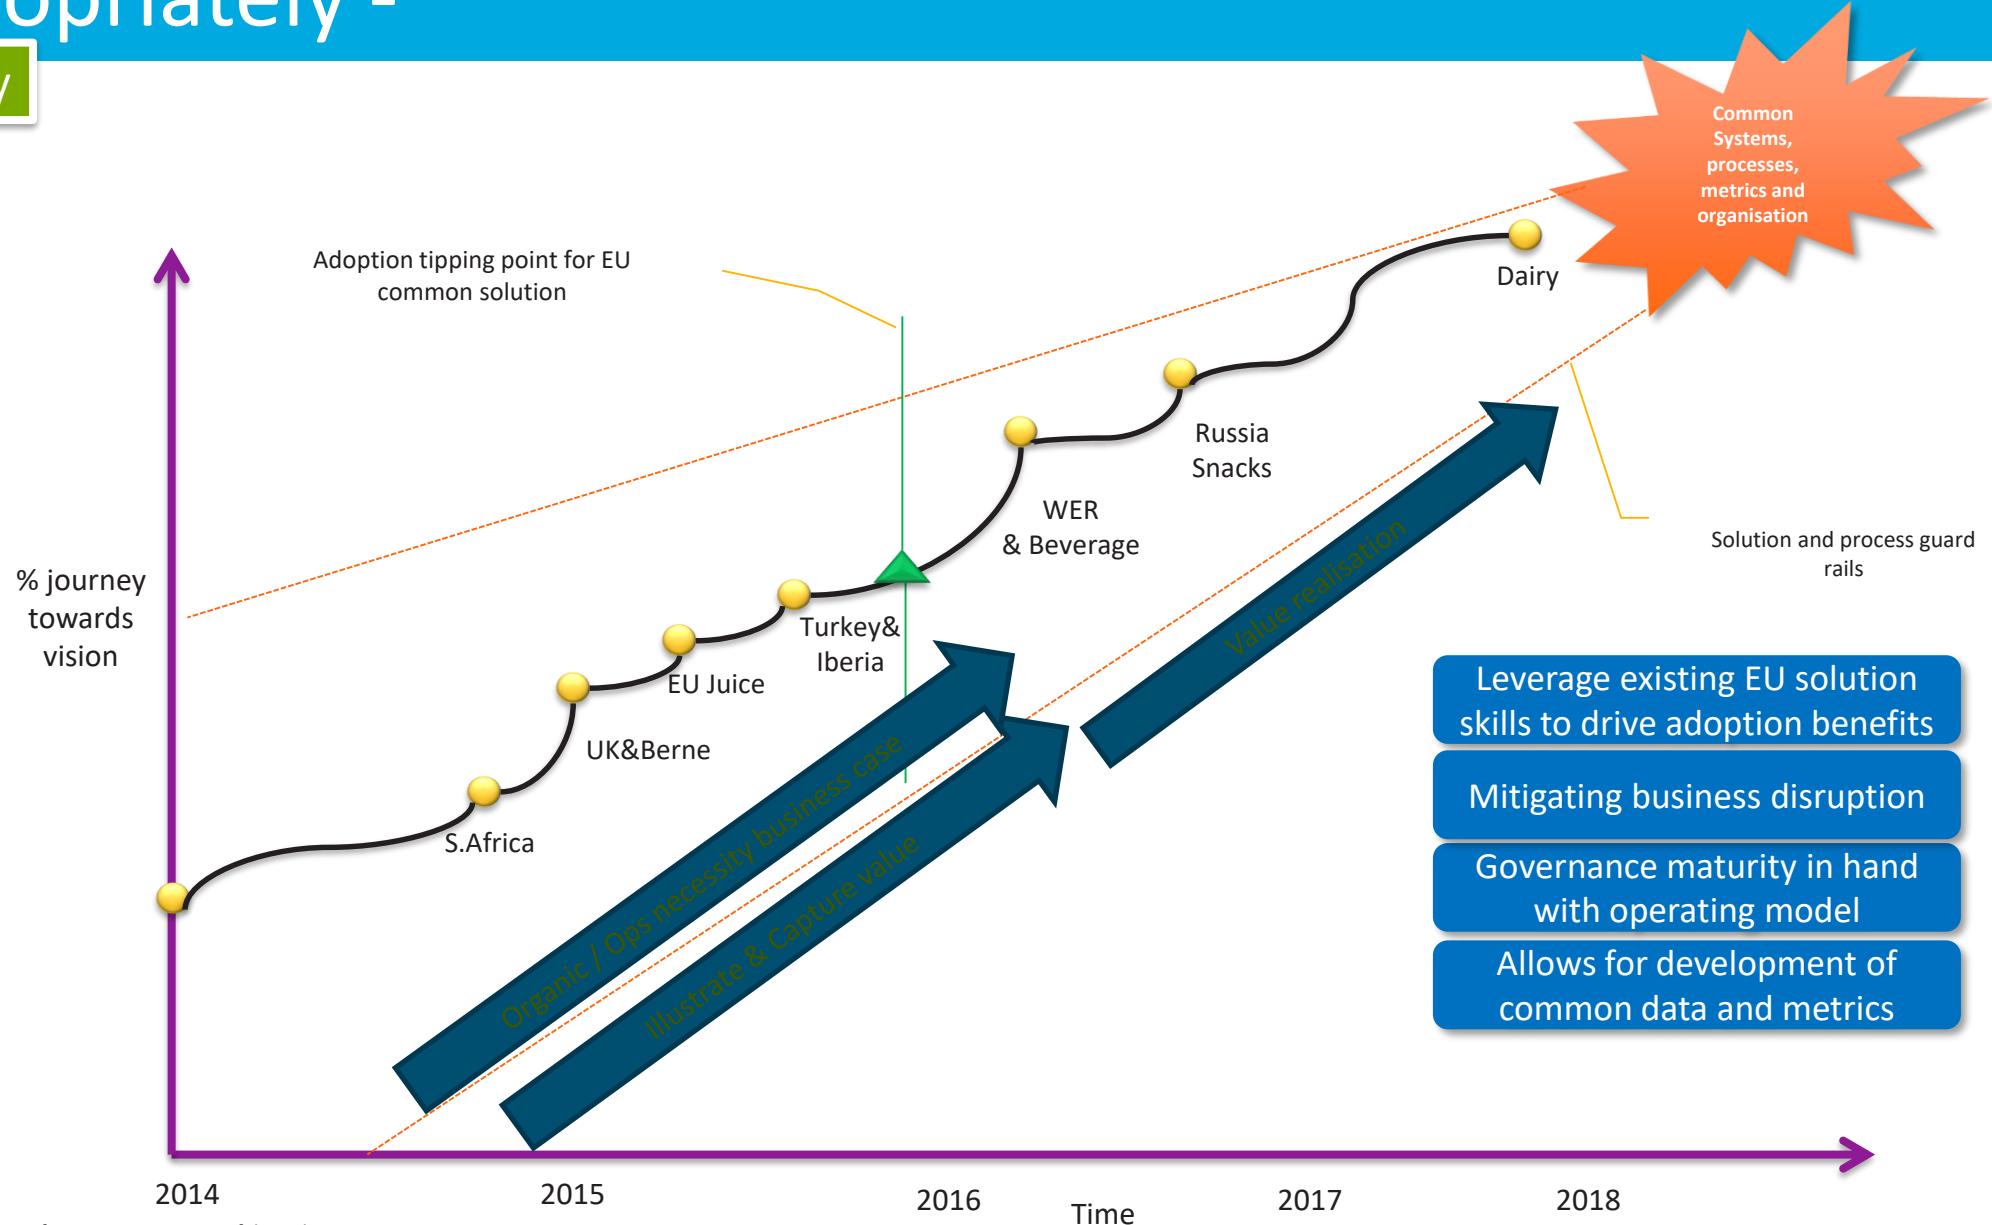 Common
Systems,
processes,
metrics and
organisation
Adoption tipping point for EU
common solution
Dairy
Russia
Snacks
WER
& Beverage
Solution and process guard
rails
% journey
towards
vision
Turkey&
Iberia
EU Juice
UK&Berne
S.Africa
Value realisation
Organic / Ops necessity business case
Illustrate & Capture value
Leverage existing EU solution
skills to drive adoption benefits
Mitigating business disruption
Governance maturity in hand
with operating model
Allows for development of
common data and metrics
2014
2015
2016
Time
2017
2018